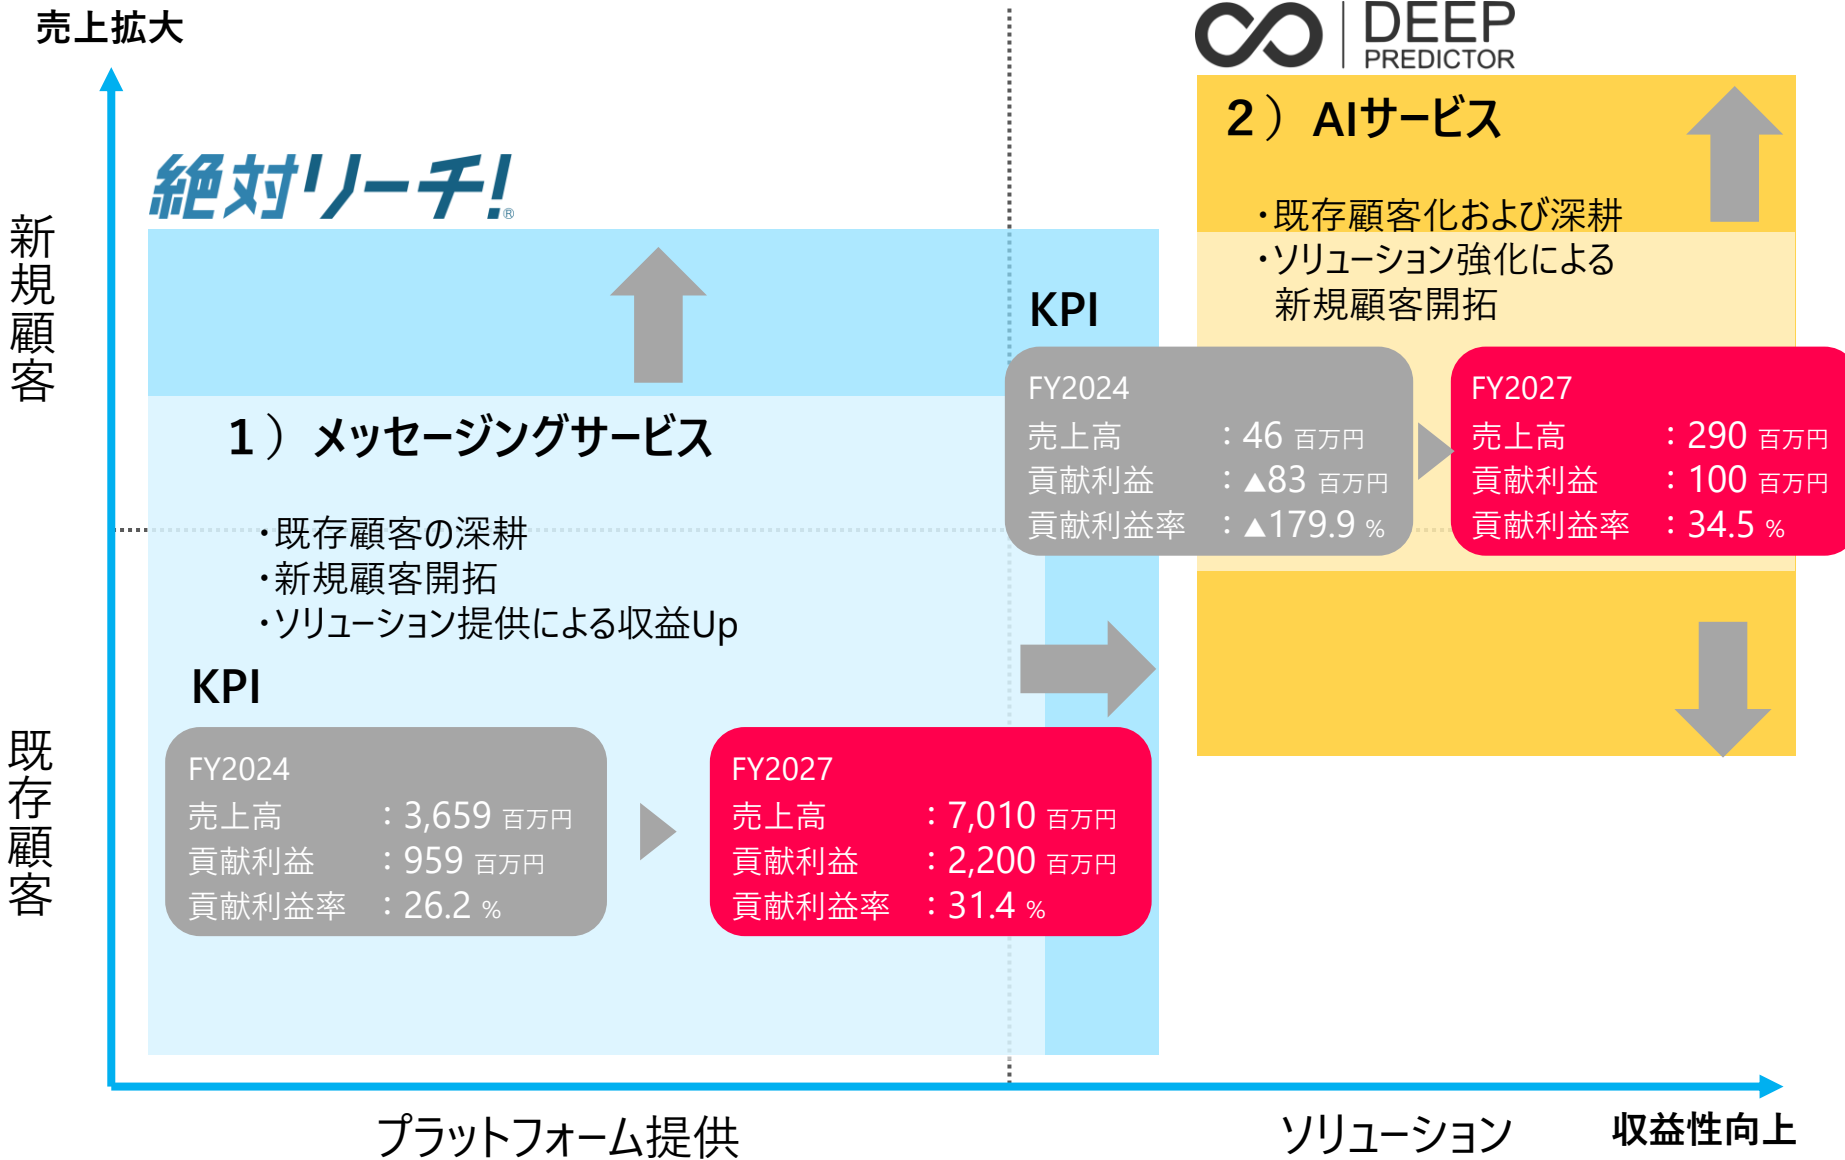 売上拡大
DEEP
PREDICTOR
2）AIサービス
・既存顧客化および深耕
・ソリューション強化による
新規顧客開拓
絶対リーチ!®
新規顧客
KPI
FY2024
売上高 ：46 百万円
貢献利益 ：▲83 百万円
貢献利益率 ：▲179.9 %
FY2027
売上高 ：290 百万円
貢献利益 ：100 百万円
貢献利益率 ：34.5 %
1）メッセージングサービス
・既存顧客の深耕
・新規顧客開拓
・ソリューション提供による収益Up
KPI
既存顧客
FY2024
売上高 ：3,659 百万円
貢献利益 ：959 百万円
貢献利益率 ：26.2 %
FY2027
売上高 ：7,010 百万円
貢献利益 ：2,200 百万円
貢献利益率 ：31.4 %
プラットフォーム提供
ソリューション
収益性向上